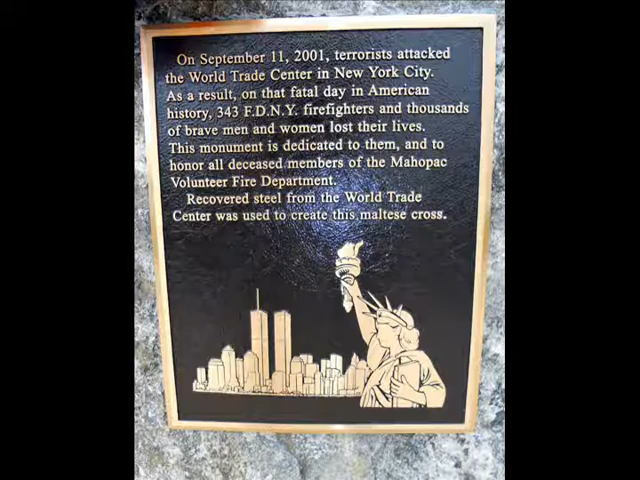 On September 11, 2001, terrorists attacked
the World Trade Center in New York City.
As a result, on that fatal day in American
history, 343 F.D.N.Y. firefighters and thousands
of brave men and women lost their lives.
This monument is dedicated to them, and to
honor all deceased members of the Mahopac
Volunteer Fire Department.
Recovered steel from the World Trade
Center was used to create this maltese cross.